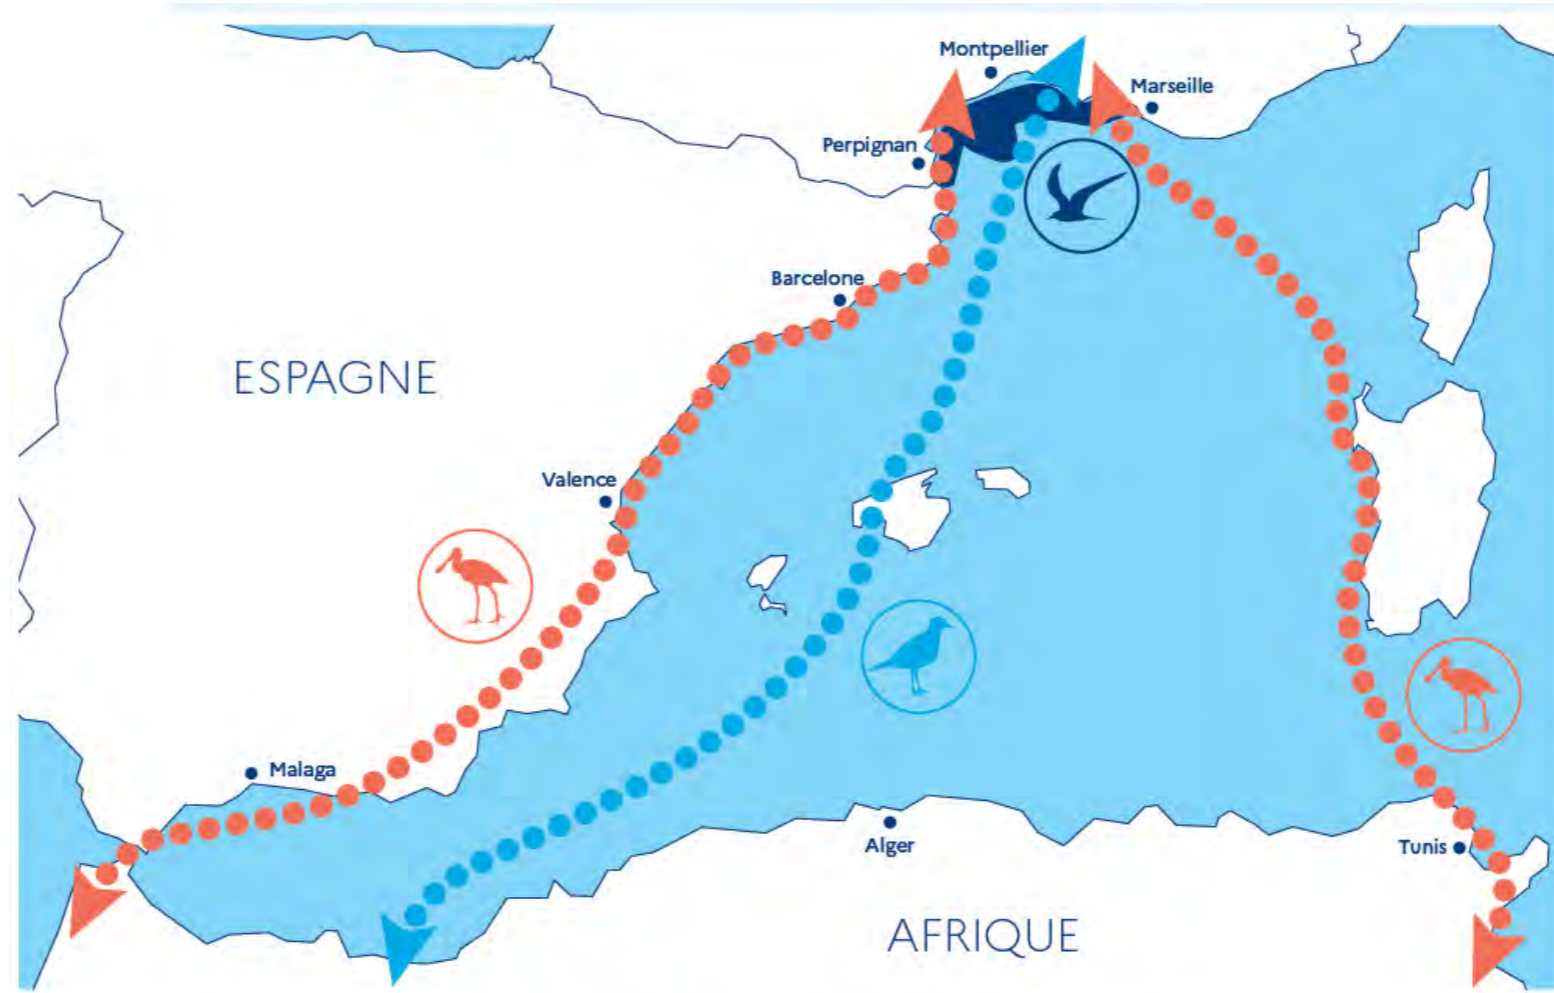 Montpellier
Marseille
Perpignan
Barcelone
ESPAGNE
Valence
Malaga
Alger
Tunis
AFRIQUE